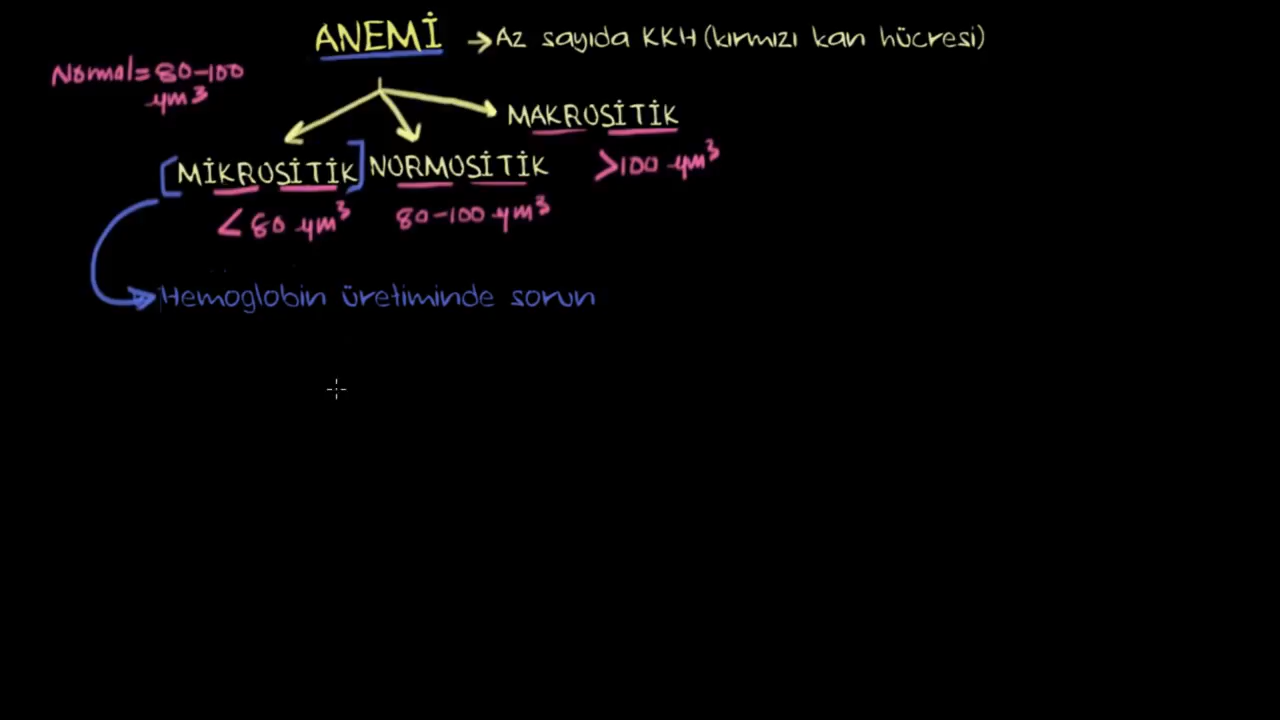 ANEMİ → Az sayıda KKH (kırmızı kan hücresi)
Normal = 80-100
µm³
MAKROSİTİK
>100 µm³
[MİKROSİTİK] NORMOSİTİK
<80 µm³ 80-100 µm³
Hemoglobin üretiminde sorun